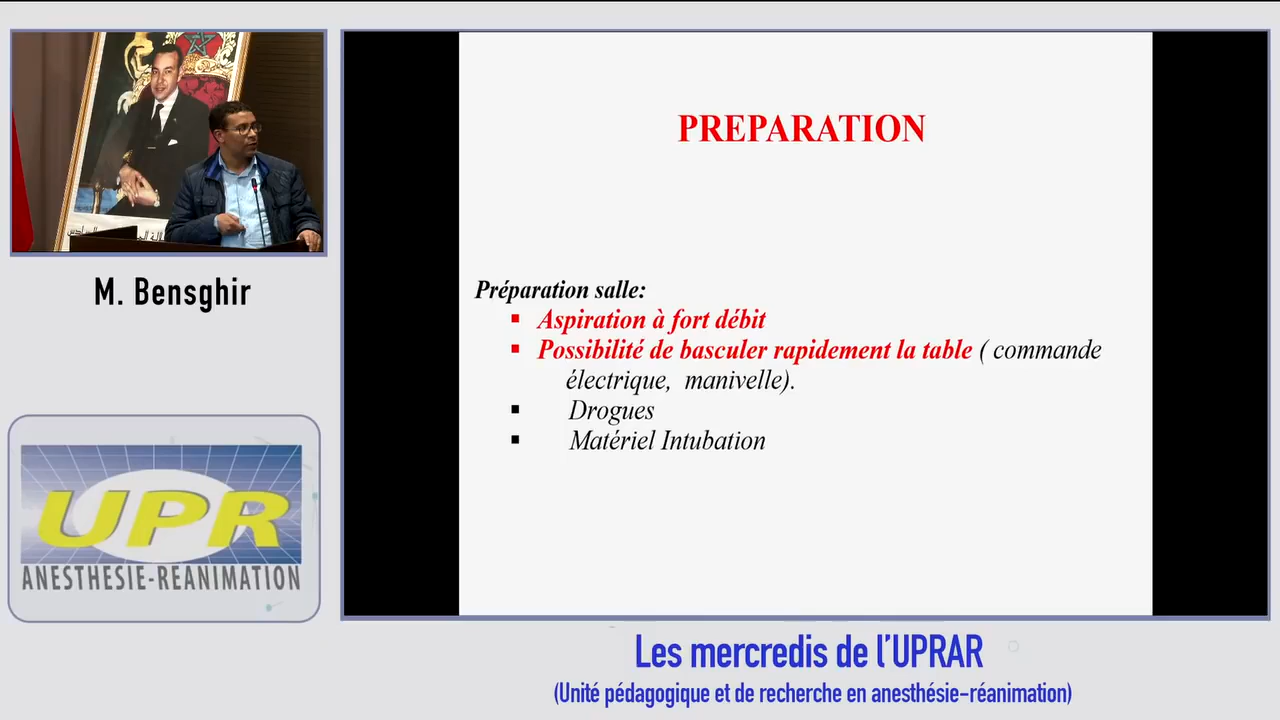 M. Bensghir
UPR
ANESTHESIE-REANIMATION
PREPARATION
Préparation salle:
▪ Aspiration à fort débit
▪ Possibilité de basculer rapidement la table ( commande
électrique, manivelle).
▪ Drogues
▪ Matériel Intubation
Les mercredis de l'UPRAR
(Unité pédagogique et de recherche en anesthésie-réanimation)